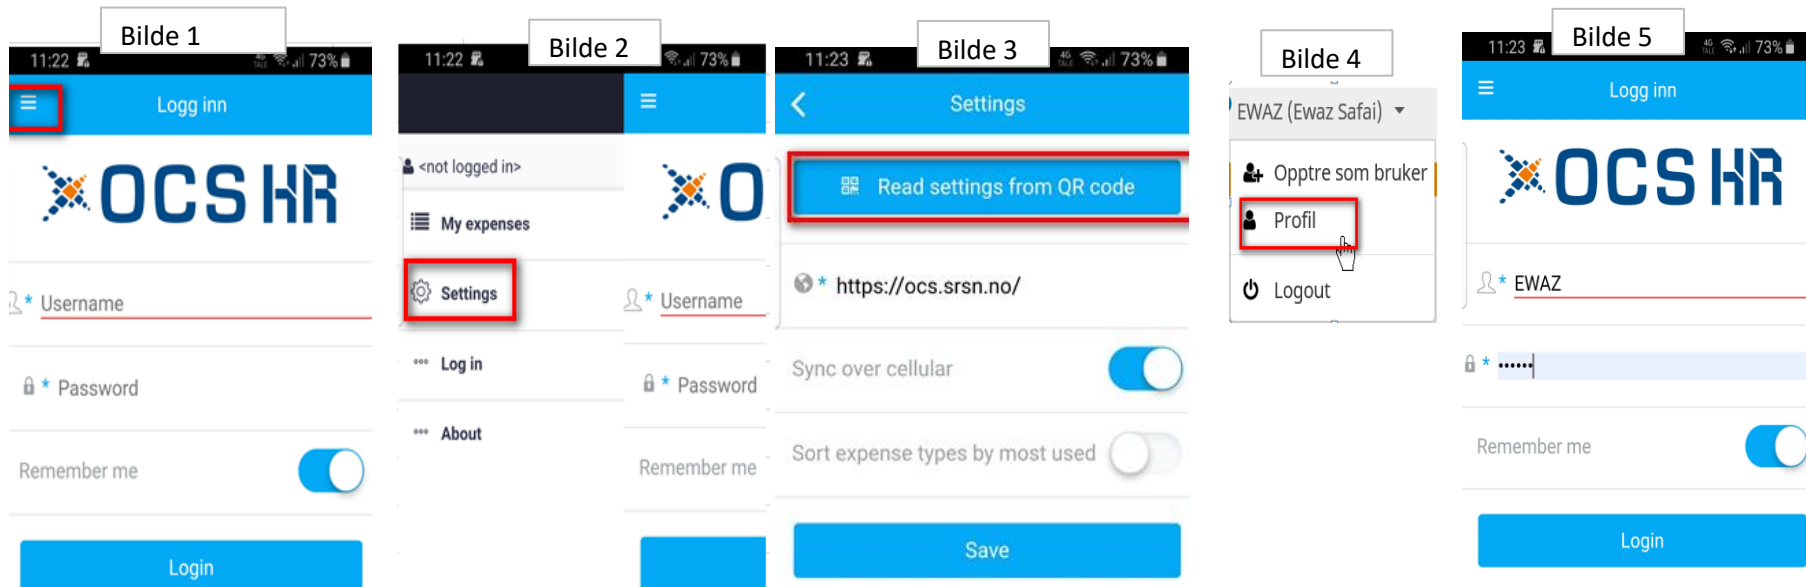 Bilde 1
11:22
73%
Logg inn
OCS HR
* Username
* Password
Remember me
Login
Bilde 2
11:22
73%
<not logged in>
My expenses
Settings
Log in
About
O
* Username
* Password
Remember me
Bilde 3
11:23
4G
73%
Settings
Read settings from QR code
* https://ocs.srsn.no/
Sync over cellular
Sort expense types by most used
Save
Bilde 4
EWAZ (Ewaz Safai)
Opptre som bruker
Profil
Logout
Bilde 5
11:23
4G
73%
Logg inn
OCS HR
* EWAZ
* ••••••
Remember me
Login